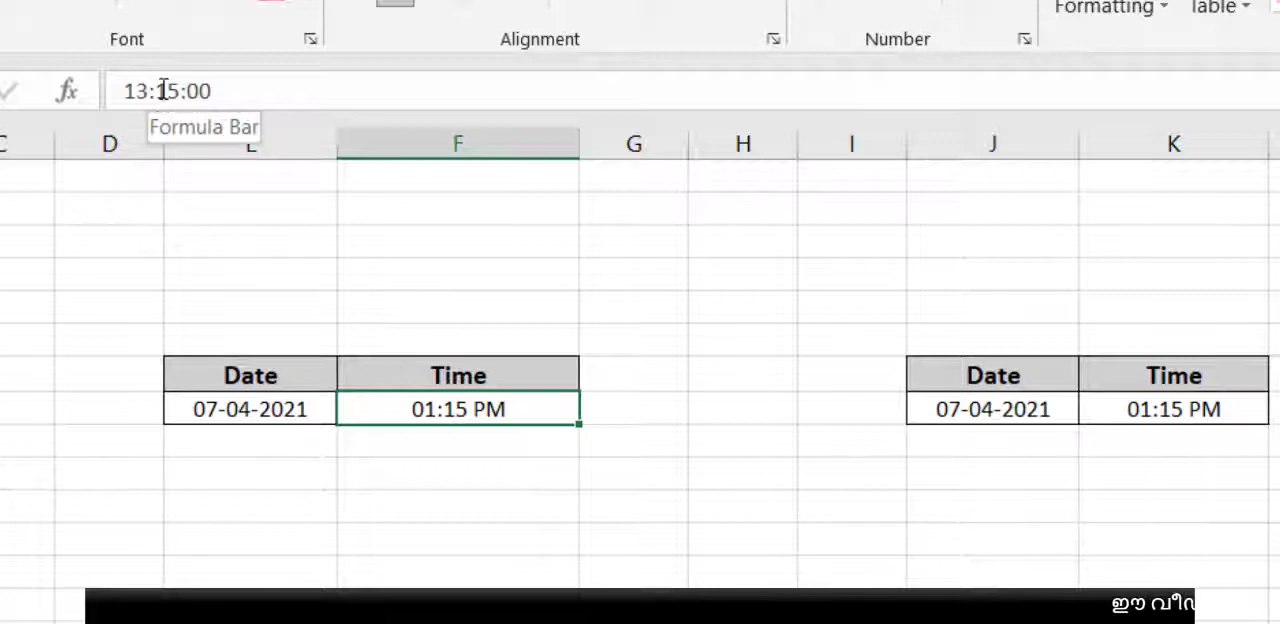 Formatting Table
Font Alignment Number
fx 13:15:00
Formula Bar
C D E F G H I J K
Date Time Date Time
07-04-2021 01:15 PM 07-04-2021 01:15 PM
ഈ